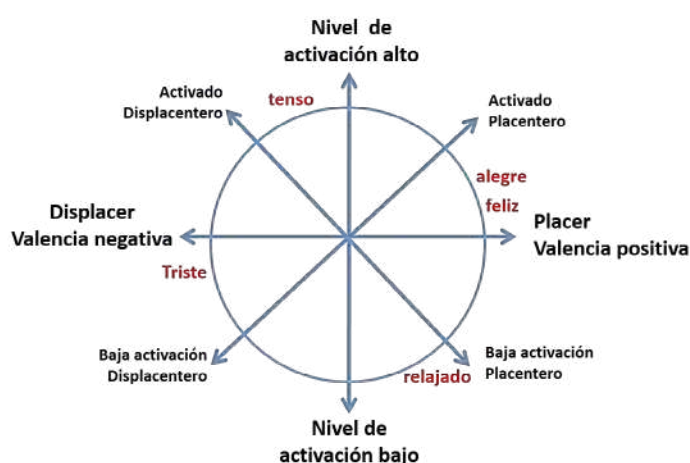 Nivel de
activación alto
tenso
Activado
Displacentero
Activado
Placentero
alegre
feliz
Displacer
Valencia negativa
Placer
Valencia positiva
Triste
Baja activación
Displacentero
Baja activación
Placentero
relajado
Nivel de
activación bajo